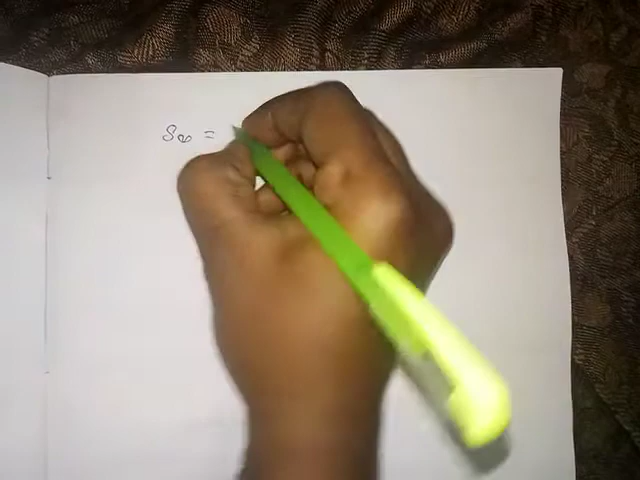 S∞ =